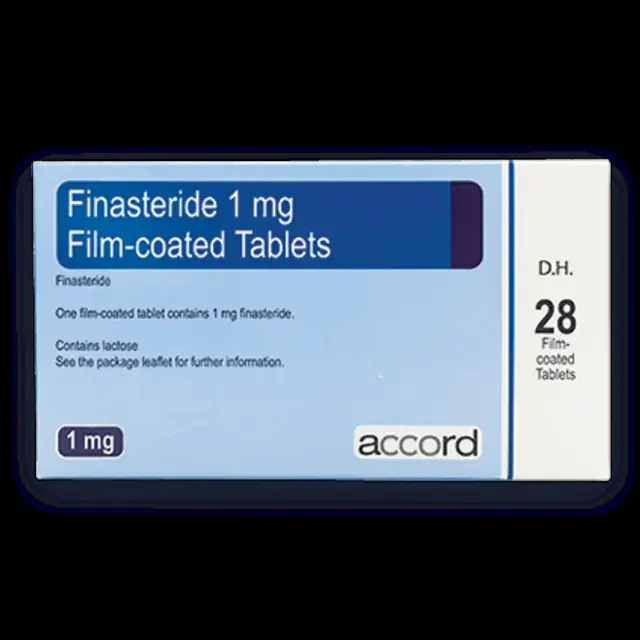 Finasteride 1 mg
Film-coated Tablets
Finasteride
One film-coated tablet contains 1 mg finasteride.
Contains lactose
See the package leaflet for further information.
1 mg
accord
D.H.
28
Film-
coated
Tablets